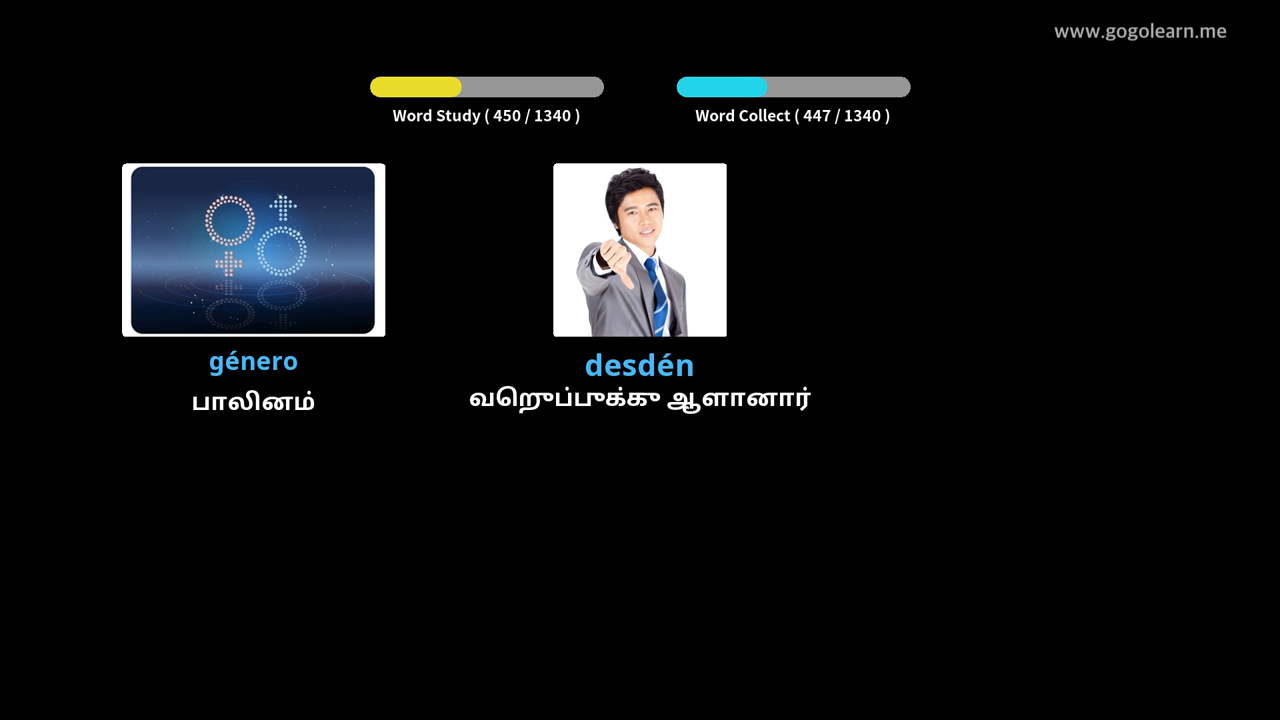 www.gogolearn.me
Word Study ( 450 / 1340 )
Word Collect ( 447 / 1340 )
género
பாலினம்
desdén
வெறுப்புக்கு ஆளானார்